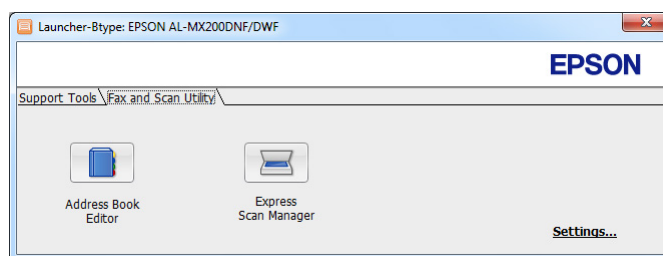 Launcher-Btype: EPSON AL-MX200DNF/DWF
EPSON
Support Tools Fax and Scan Utility
Address Book
Editor
Express
Scan Manager
Settings...